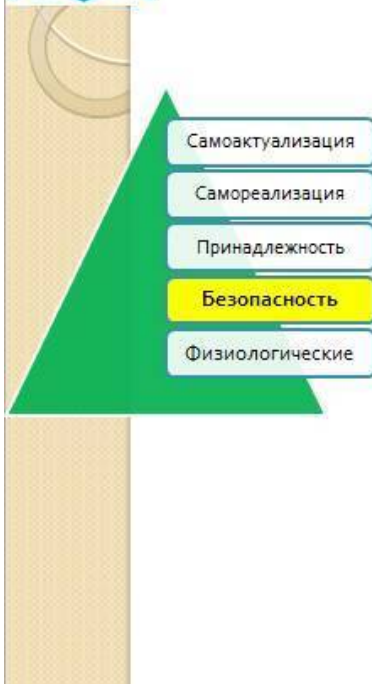 Самоактуализация
Самореализация
Принадлежность
Безопасность
Физиологические